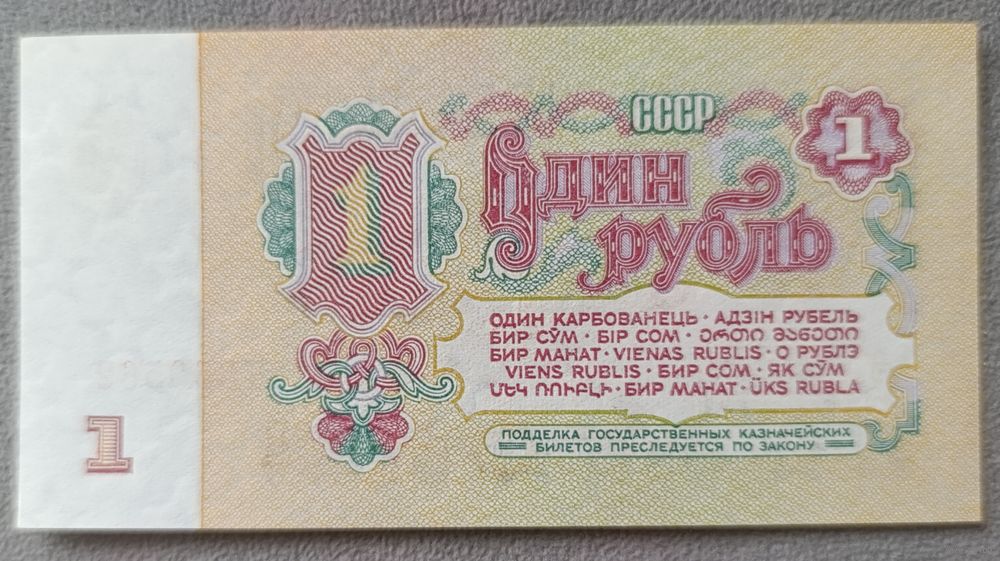 СССР
1
1
Один
рубль
ОДИН КАРБОВАНЕЦЬ · АДЗІН РУБЕЛЬ
БИР СЎМ · БІР СОМ · ᲔᲠᲗᲘ ᲛᲐᲜᲔᲗᲘ
БИР МАНАТ · VIENAS RUBLIS · О РУБЛЭ
VIENS RUBLIS · БИР СОМ · ЯК СӮМ
ՄԵԿ ՌՈՒԲԼԻ · БИР МАНАТ · ÜKS RUBLA
ПОДДЕЛКА ГОСУДАРСТВЕННЫХ КАЗНАЧЕЙСКИХ
БИЛЕТОВ ПРЕСЛЕДУЕТСЯ ПО ЗАКОНУ
1